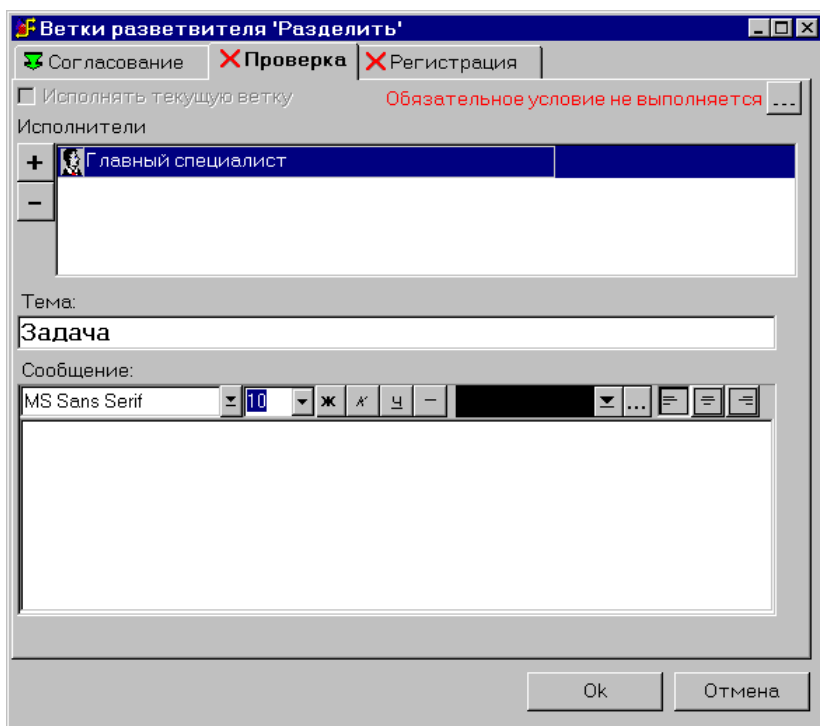 Ветки разветвителя 'Разделить'
Согласование Проверка Регистрация
Исполнять текущую ветку Обязательное условие не выполняется ...
Исполнители
+ Главный специалист
−
Тема:
Задача
Сообщение:
MS Sans Serif 10 Ж К Ч − ...
Ok Отмена